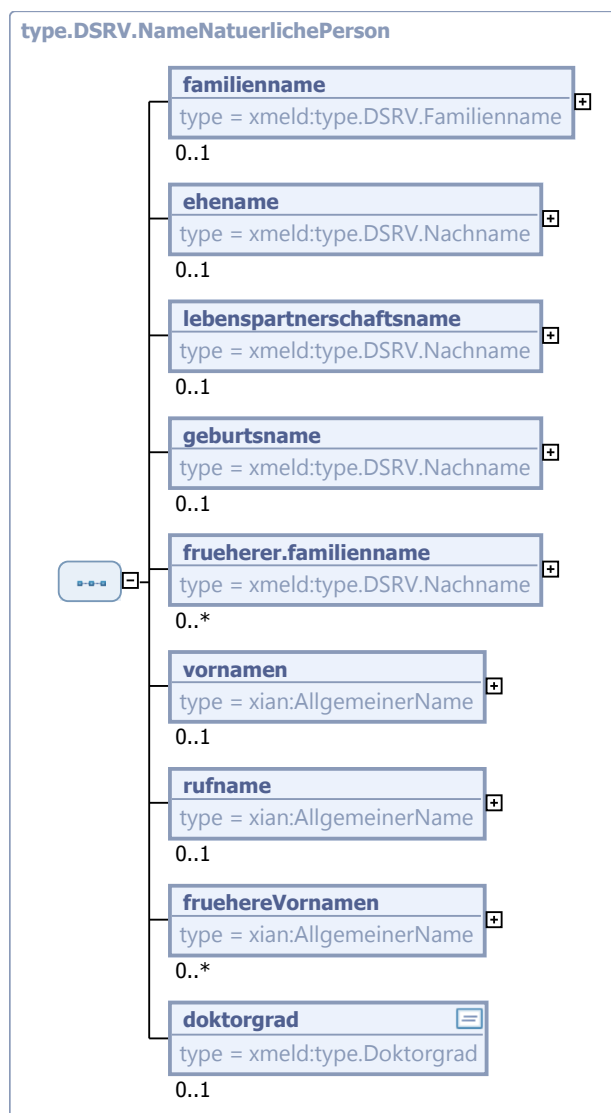 type.DSRV.NameNatuerlichePerson
familienname
type = xmeld:type.DSRV.Familienname
0..1
ehename
type = xmeld:type.DSRV.Nachname
0..1
lebenspartnerschaftsname
type = xmeld:type.DSRV.Nachname
0..1
geburtsname
type = xmeld:type.DSRV.Nachname
0..1
frueherer.familienname
type = xmeld:type.DSRV.Nachname
0..*
vornamen
type = xian:AllgemeinerName
0..1
rufname
type = xian:AllgemeinerName
0..1
fruehereVornamen
type = xian:AllgemeinerName
0..*
doktorgrad
type = xmeld:type.Doktorgrad
0..1